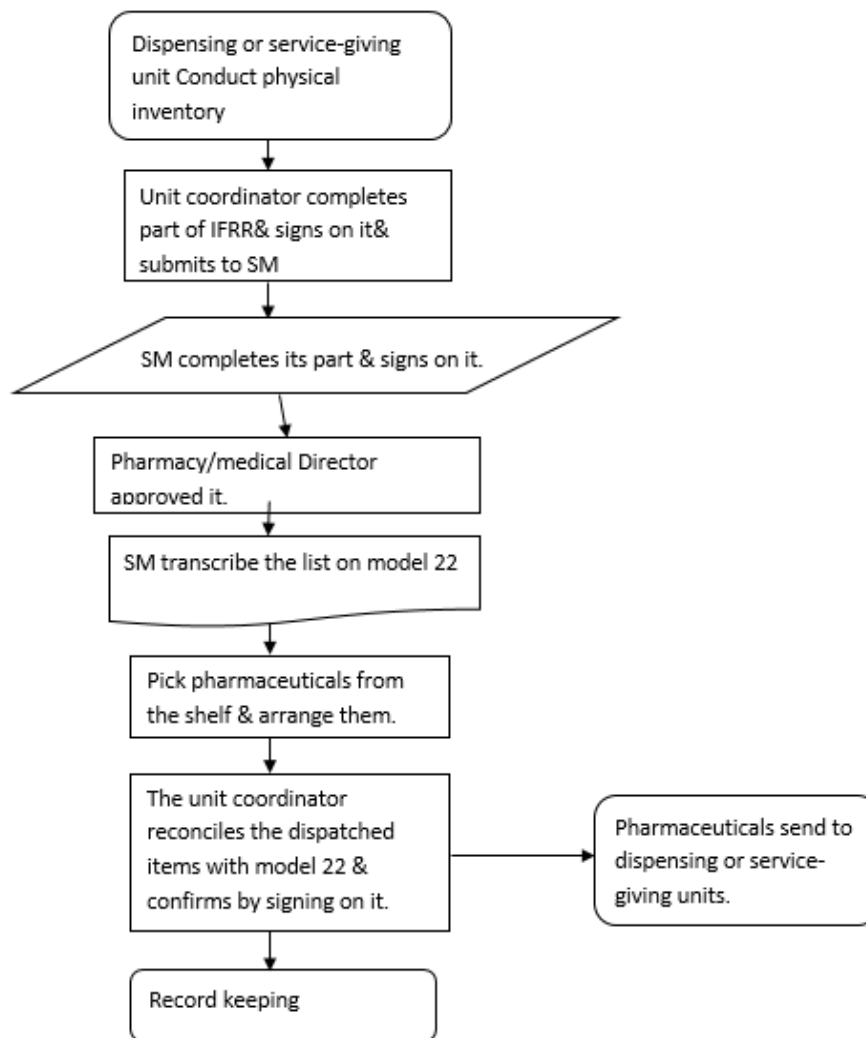 Dispensing or service-giving
unit Conduct physical
inventory
Unit coordinator completes
part of IFRR& signs on it&
submits to SM
SM completes its part & signs on it.
Pharmacy/medical Director
approved it.
SM transcribe the list on model 22
Pick pharmaceuticals from
the shelf & arrange them.
The unit coordinator
reconciles the dispatched
items with model 22 &
confirms by signing on it.
Pharmaceuticals send to
dispensing or service-
giving units.
Record keeping